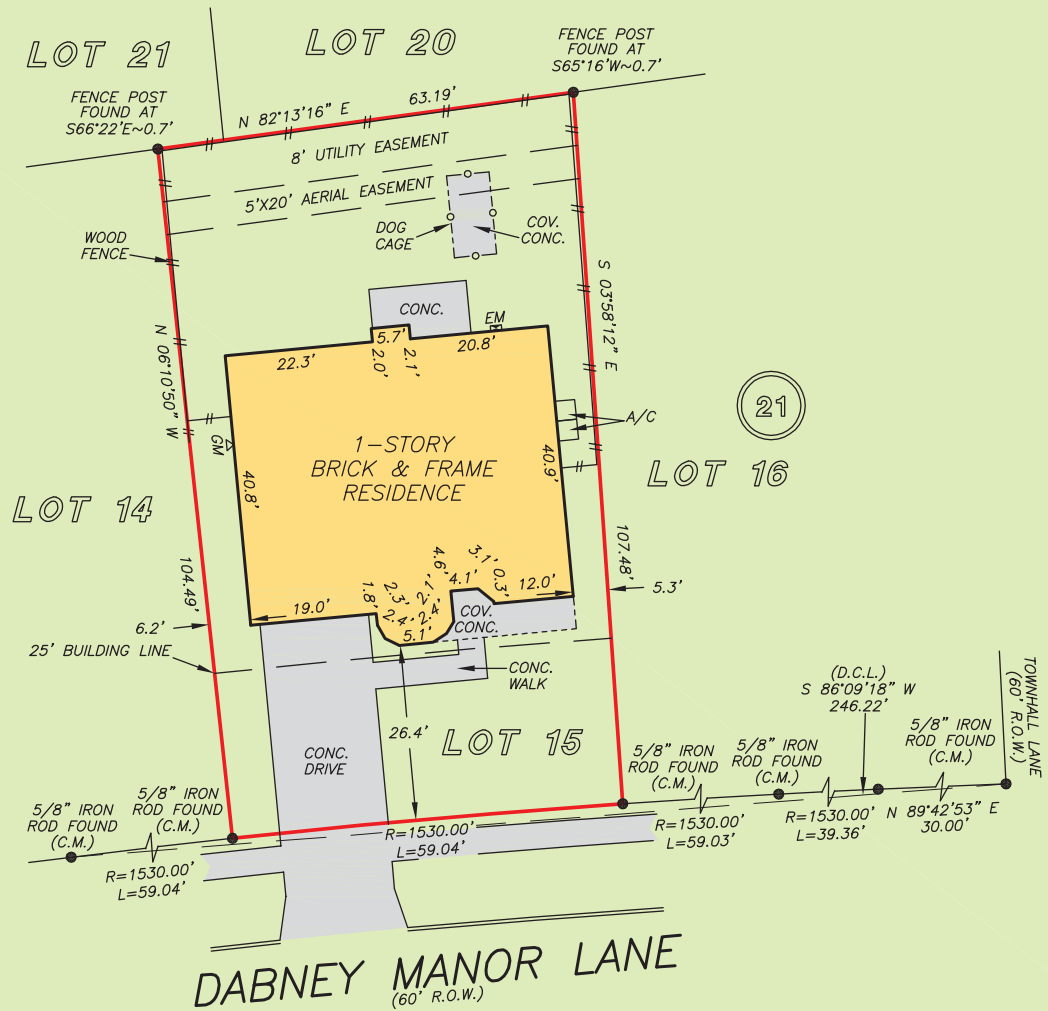 LOT 21
LOT 20
FENCE POST
FOUND AT
S65°16'W~0.7'
FENCE POST
FOUND AT
S66°22'E~0.7'
N 82°13'16" E
63.19'
8' UTILITY EASEMENT
5'X20' AERIAL EASEMENT
DOG
CAGE
COV.
CONC.
WOOD
FENCE
CONC.
EM
S 03°58'12" E
N 06°10'50" W
22.3'
5.7'
2.0'
2.1'
20.8'
A/C
21
GM
1-STORY
BRICK & FRAME
RESIDENCE
40.8'
40.9'
LOT 16
LOT 14
104.49'
107.48'
5.3'
6.2'
19.0'
1.8'
2.3'
2.4'
5.1'
2.1'
2.4'
4.6'
4.1'
3.1'
0.3'
12.0'
COV.
CONC.
25' BUILDING LINE
CONC.
WALK
26.4'
LOT 15
CONC.
DRIVE
(D.C.L.)
S 86°09'18" W
246.22'
TOWNHALL LANE
(60' R.O.W.)
5/8" IRON
ROD FOUND
(C.M.)
5/8" IRON
ROD FOUND
(C.M.)
5/8" IRON
ROD FOUND
(C.M.)
5/8" IRON
ROD FOUND
(C.M.)
5/8" IRON
ROD FOUND
(C.M.)
R=1530.00'
L=59.04'
R=1530.00'
L=59.04'
R=1530.00'
L=59.03'
R=1530.00'
L=39.36'
N 89°42'53" E
30.00'
DABNEY MANOR LANE
(60' R.O.W.)